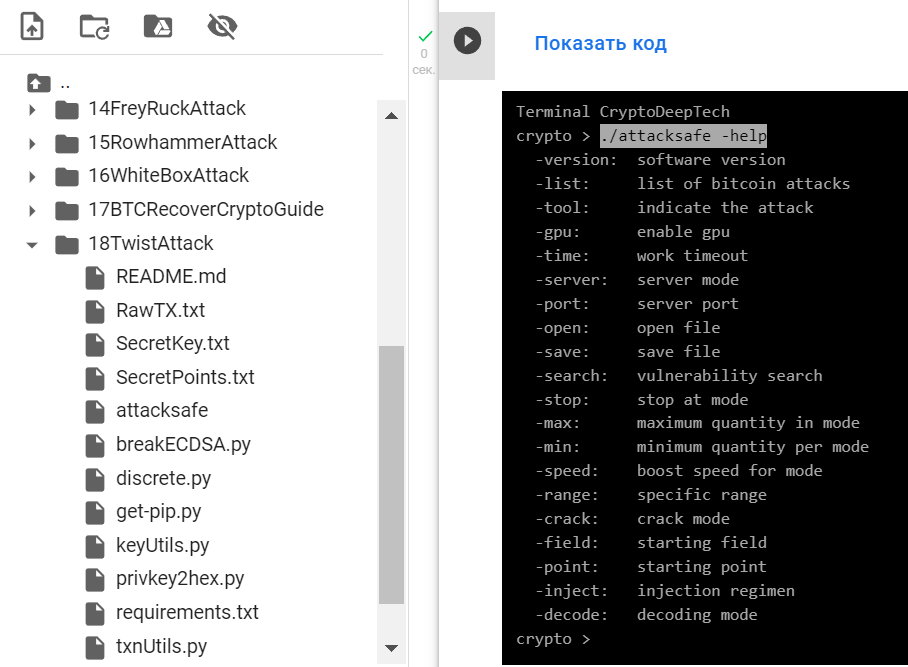 ..
14FreyRuckAttack
15RowhammerAttack
16WhiteBoxAttack
17BTCRecoverCryptoGuide
18TwistAttack
README.md
RawTX.txt
SecretKey.txt
SecretPoints.txt
attacksafe
breakECDSA.py
discrete.py
get-pip.py
keyUtils.py
privkey2hex.py
requirements.txt
txnUtils.py
0
сек.
Показать код
Terminal CryptoDeepTech
crypto > ./attacksafe -help
-version: software version
-list: list of bitcoin attacks
-tool: indicate the attack
-gpu: enable gpu
-time: work timeout
-server: server mode
-port: server port
-open: open file
-save: save file
-search: vulnerability search
-stop: stop at mode
-max: maximum quantity in mode
-min: minimum quantity per mode
-speed: boost speed for mode
-range: specific range
-crack: crack mode
-field: starting field
-point: starting point
-inject: injection regimen
-decode: decoding mode
crypto >